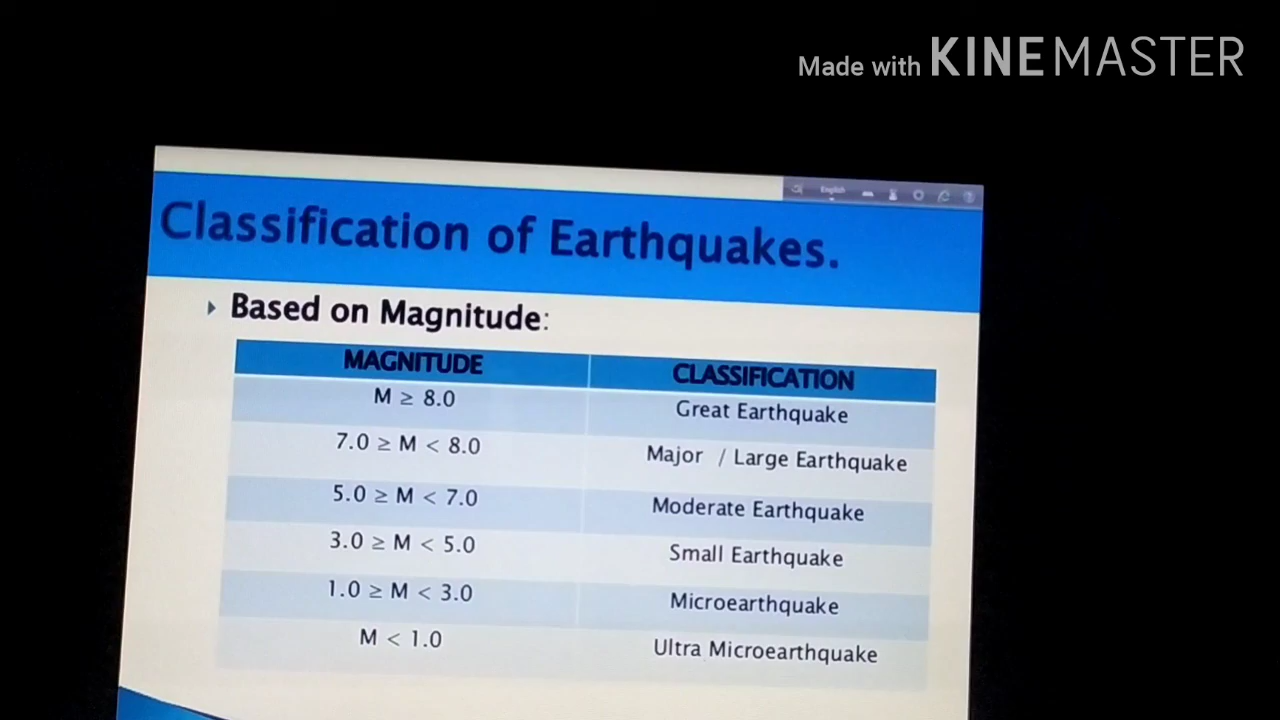 Made with KINEMASTER
English
Classification of Earthquakes.
Based on Magnitude:
MAGNITUDE CLASSIFICATION
M ≥ 8.0 Great Earthquake
7.0 ≥ M < 8.0 Major / Large Earthquake
5.0 ≥ M < 7.0 Moderate Earthquake
3.0 ≥ M < 5.0 Small Earthquake
1.0 ≥ M < 3.0 Microearthquake
M < 1.0 Ultra Microearthquake